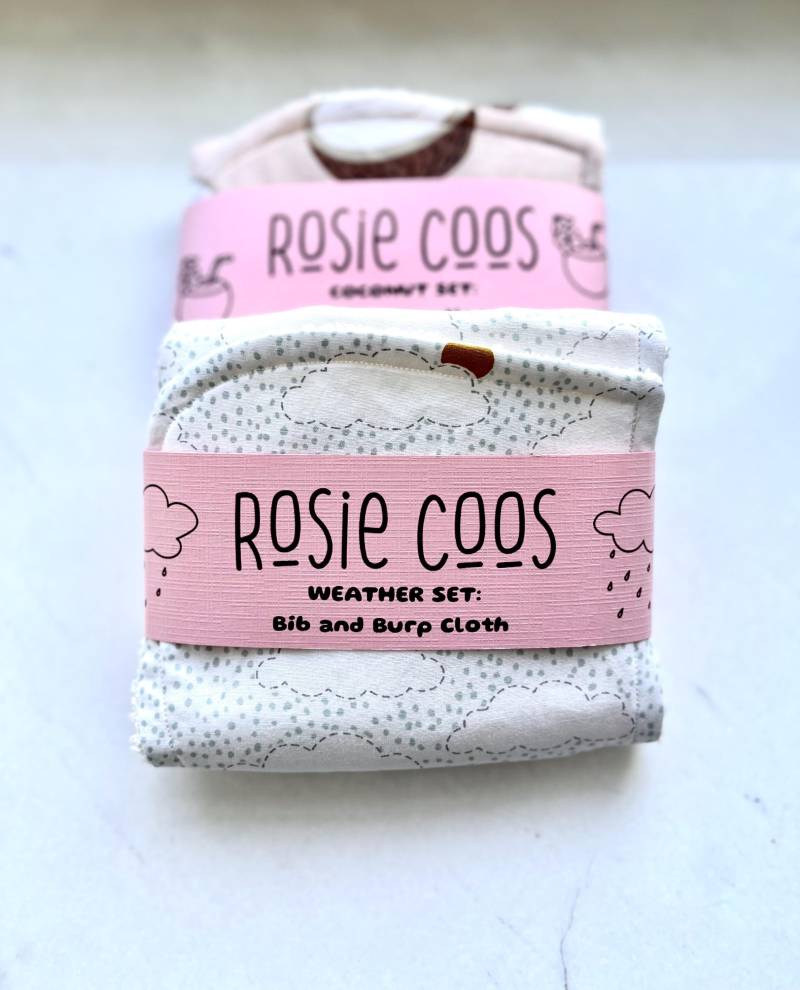 ROSiE COOS
COCONUT SET:
ROSiE COOS
WEATHER SET:
Bib and Burp Cloth